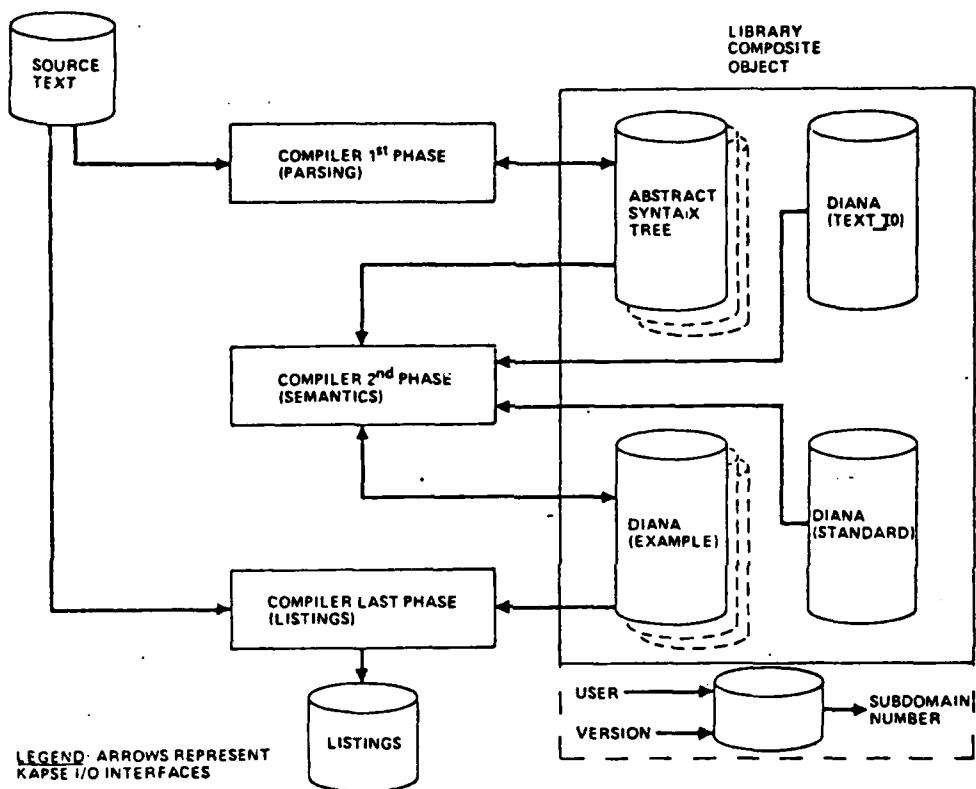 LIBRARY
COMPOSITE
OBJECT
SOURCE
TEXT
COMPILER 1st PHASE
(PARSING)
ABSTRACT
SYNTAX
TREE
DIANA
(TEXT_IO)
COMPILER 2nd PHASE
(SEMANTICS)
DIANA
(EXAMPLE)
DIANA
(STANDARD)
COMPILER LAST PHASE
(LISTINGS)
USER
VERSION
SUBDOMAIN
NUMBER
LISTINGS
LEGEND: ARROWS REPRESENT
KAPSE I/O INTERFACES